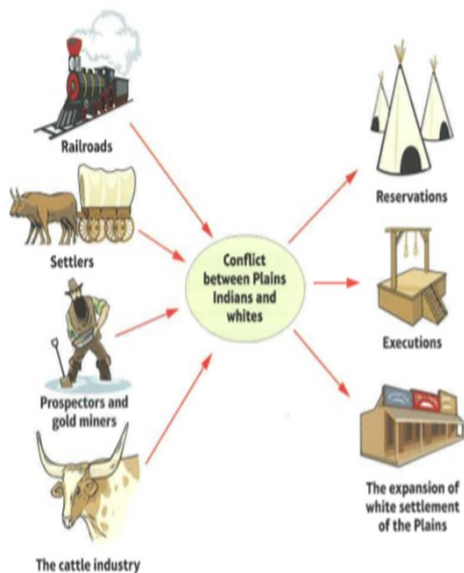 Railroads
Settlers
Prospectors and
gold miners
The cattle industry
Conflict
between Plains
Indians and
whites
Reservations
Executions
The expansion of
white settlement
of the Plains